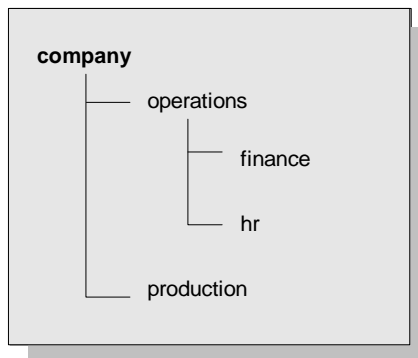 company
operations
finance
hr
production